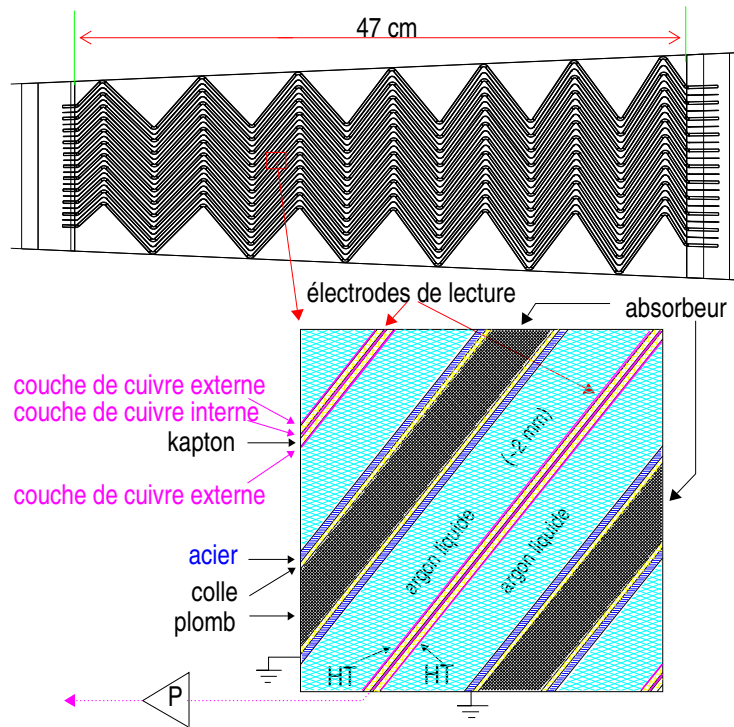 47 cm
électrodes de lecture
absorbeur
couche de cuivre externe
couche de cuivre interne
kapton
couche de cuivre externe
(~2 mm)
acier
colle
plomb
argon liquide
argon liquide
HT
HT
P